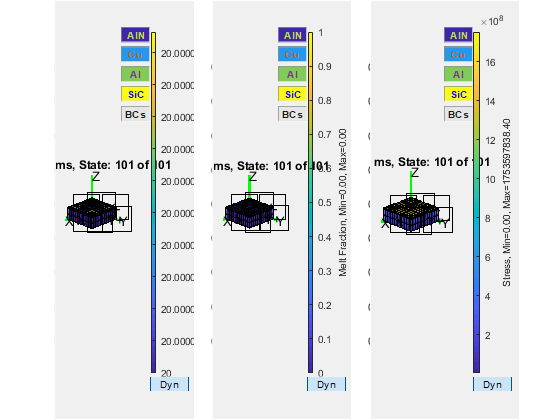 AlN
Cu
Al
SiC
BCs
20.0000
20.0000
20.0000
20.0000
20.0000
20.0000
20.0000
20.0000
20.0000
20
ms, State: 101 of 101
Z
X
Y
Dyn
AlN
Cu
Al
SiC
BCs
1
0.9
0.8
0.7
0.6
0.5
0.4
0.3
0.2
0.1
0
Melt Fraction, Min=0.00, Max=0.00
ms, State: 101 of 101
Z
X
Y
Dyn
×10^8
AlN
Cu
Al
SiC
BCs
16
14
12
10
8
6
4
2
Stress, Min=0.00, Max=1753597838.40
ms, State: 101 of 101
Z
X
Y
Dyn